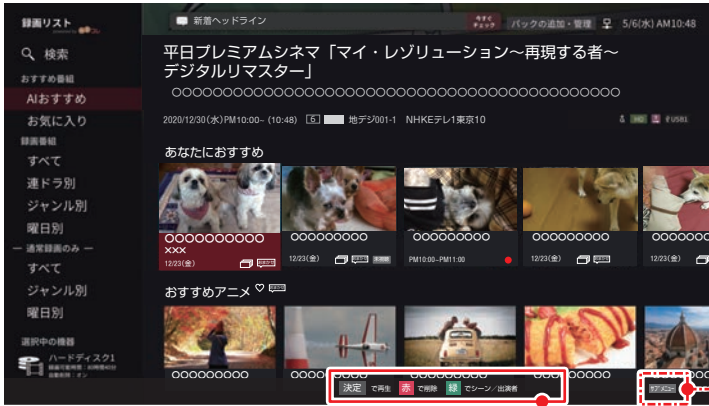 録画リスト
新着ヘッドライン
今すぐ
チェック
パックの追加・管理
5/6(水) AM10:48
検索
おすすめ番組
AIおすすめ
お気に入り
録画番組
すべて
連ドラ別
ジャンル別
曜日別
― 通常録画のみ ―
すべて
ジャンル別
曜日別
選択中の機器
ハードディスク1
平日プレミアムシネマ「マイ・レゾリューション〜再現する者〜
デジタルリマスター」
○○○○○○○○○○○○○○○○○○○○○○○○○○○○○○○○○○○○○○○
2020/12/30(水)PM10:00~ (10:48) 6 地デジ001-1 NHKEテレ1東京10
HD USB1
あなたにおすすめ
○○○○○○○○○○ ○○○○○○○○○ ○○○○○○○○○ ○○○○○○○○○ ○○○○○
×××
12/23(金) 12/23(金) PM10:00-PM11:00 12/23(金) 12/23(金)
おすすめアニメ
○○○○○○○○○ ○○○○○○○○○ ○○○○○○○○○ ○○○○○○○○○ ○○○○○
決定 で再生 赤 で削除 緑 でシーン/出演者
サブメニュー